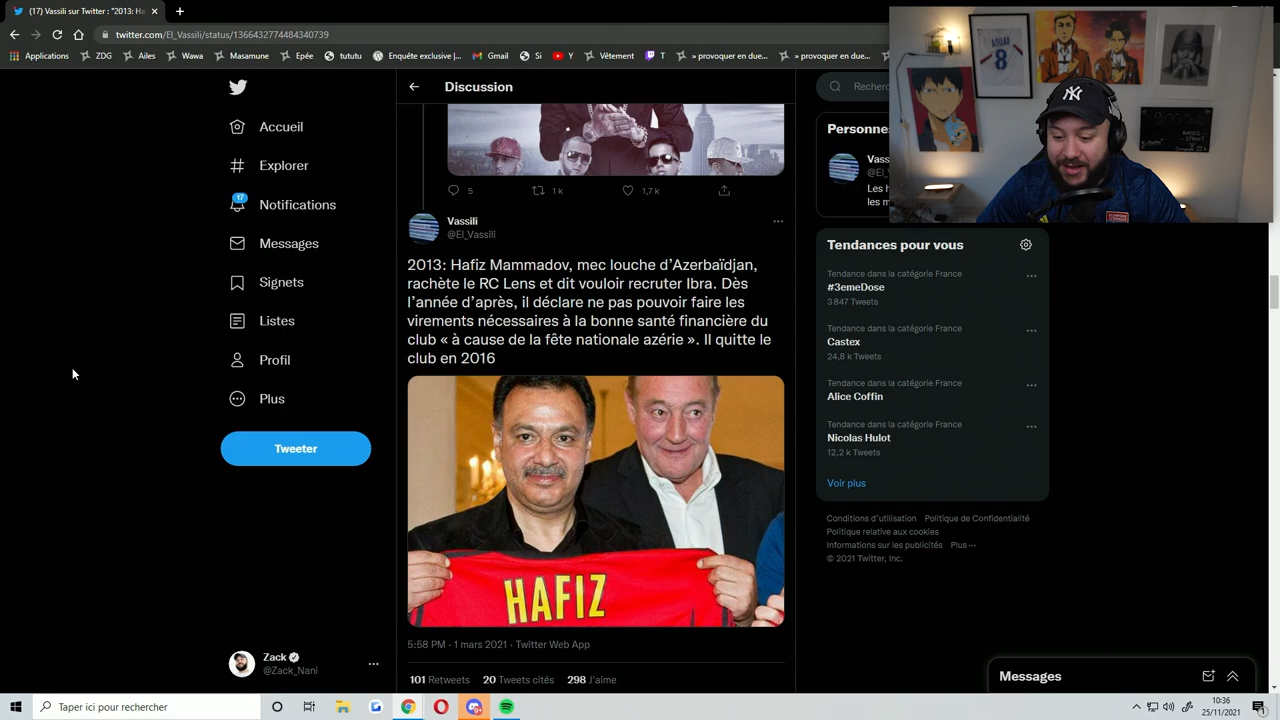 (17) Vassili sur Twitter : "2013: Ha
twitter.com/El_Vassili/status/1366432774484340739
Applications ZDG Ailes Wawa Masamune Epée tututu Enquête exclusive |... Gmail Si Y Vêtement T » provoquer en due... » provoquer en due...
Discussion
Accueil
Explorer
17
Notifications
Messages
Signets
Listes
Profil
Plus
Tweeter
Zack
@Zack_Nani
5 1 k 1,7 k
Vassili
@El_Vassili
2013: Hafiz Mammadov, mec louche d'Azerbaïdjan,
rachète le RC Lens et dit vouloir recruter Ibra. Dès
l'année d'après, il déclare ne pas pouvoir faire les
virements nécessaires à la bonne santé financière du
club « à cause de la fête nationale azérie ». Il quitte le
club en 2016
HAFIZ
5:58 PM · 1 mars 2021 · Twitter Web App
101 Retweets 20 Tweets cités 298 J'aime
Recherc
Personne
Vass
@El_
Les h
les m
8
Tendances pour vous
Tendance dans la catégorie France
#3emeDose
3 847 Tweets
Tendance dans la catégorie France
Castex
24,8 k Tweets
Tendance dans la catégorie France
Alice Coffin
Tendance dans la catégorie France
Nicolas Hulot
12,2 k Tweets
Voir plus
Conditions d'utilisation Politique de Confidentialité
Politique relative aux cookies
Informations sur les publicités Plus ···
© 2021 Twitter, Inc.
Messages
Taper ici pour rechercher
10:36
25/11/2021